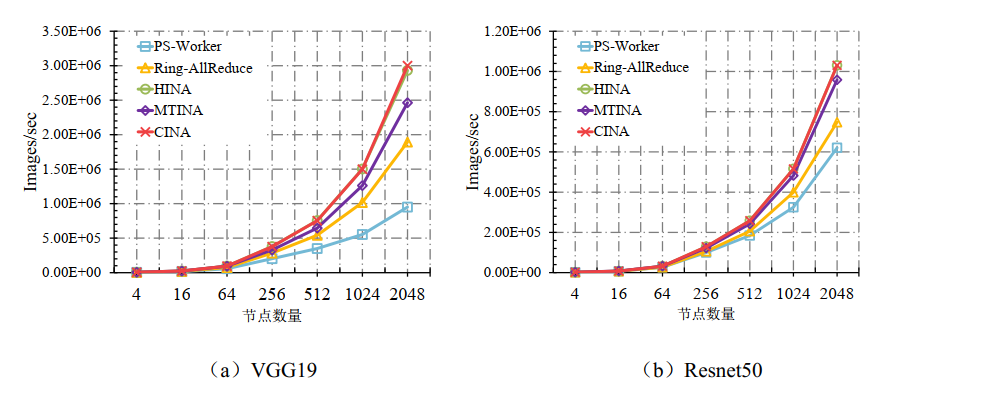 3.50E+06
3.00E+06
2.50E+06
2.00E+06
1.50E+06
1.00E+06
5.00E+05
0.00E+00
Images/sec
PS-Worker
Ring-AllReduce
HINA
MTINA
CINA
4 16 64 256 512 1024 2048
节点数量
（a）VGG19
1.20E+06
1.00E+06
8.00E+05
6.00E+05
4.00E+05
2.00E+05
0.00E+00
Images/sec
PS-Worker
Ring-AllReduce
HINA
MTINA
CINA
4 16 64 256 512 1024 2048
节点数量
（b）Resnet50